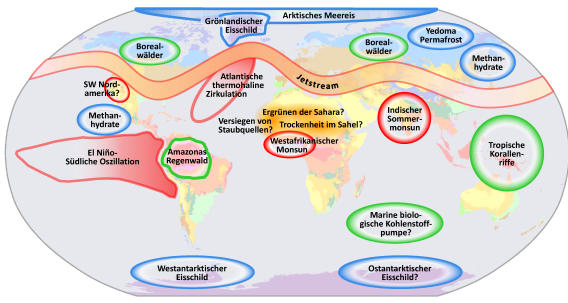 Arktisches Meereis
Grönlandischer
Eisschild
Yedoma
Permafrost
Boreal-
wälder
Boreal-
wälder
Methan-
hydrate
Jetstream
Atlantische
thermohaline
Zirkulation
SW Nord-
amerika?
Methan-
hydrate
Ergrünen der Sahara?
Versiegen von
Staubquellen?
Trockenheit im Sahel?
Indischer
Sommer-
monsun
Westafrikanischer
Monsun
El Niño-
Südliche Oszillation
Amazonas
Regenwald
Tropische
Korallen-
riffe
Marine biolo-
gische Kohlenstoff-
pumpe?
Westantarktischer
Eisschild
Ostantarktischer
Eisschild?